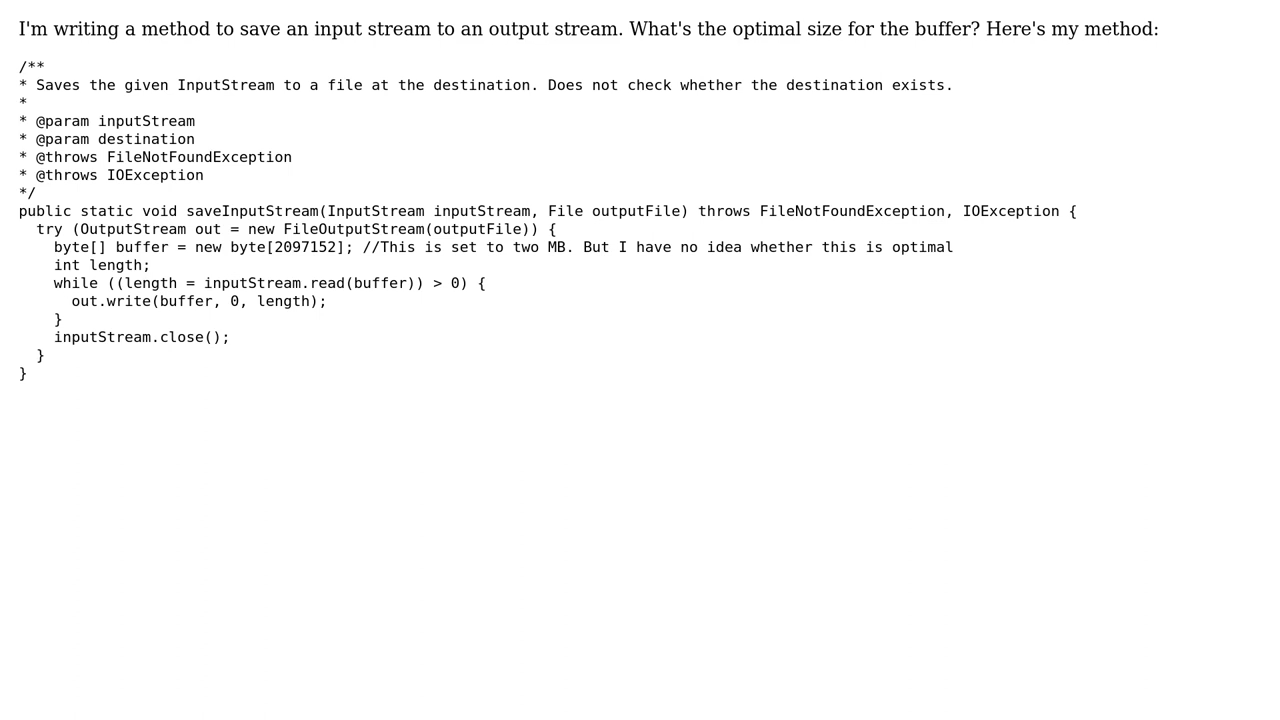 I'm writing a method to save an input stream to an output stream. What's the optimal size for the buffer? Here's my method:
/**
* Saves the given InputStream to a file at the destination. Does not check whether the destination exists.
*
* @param inputStream
* @param destination
* @throws FileNotFoundException
* @throws IOException
*/
public static void saveInputStream(InputStream inputStream, File outputFile) throws FileNotFoundException, IOException {
  try (OutputStream out = new FileOutputStream(outputFile)) {
    byte[] buffer = new byte[2097152]; //This is set to two MB. But I have no idea whether this is optimal
    int length;
    while ((length = inputStream.read(buffer)) > 0) {
      out.write(buffer, 0, length);
    }
    inputStream.close();
  }
}